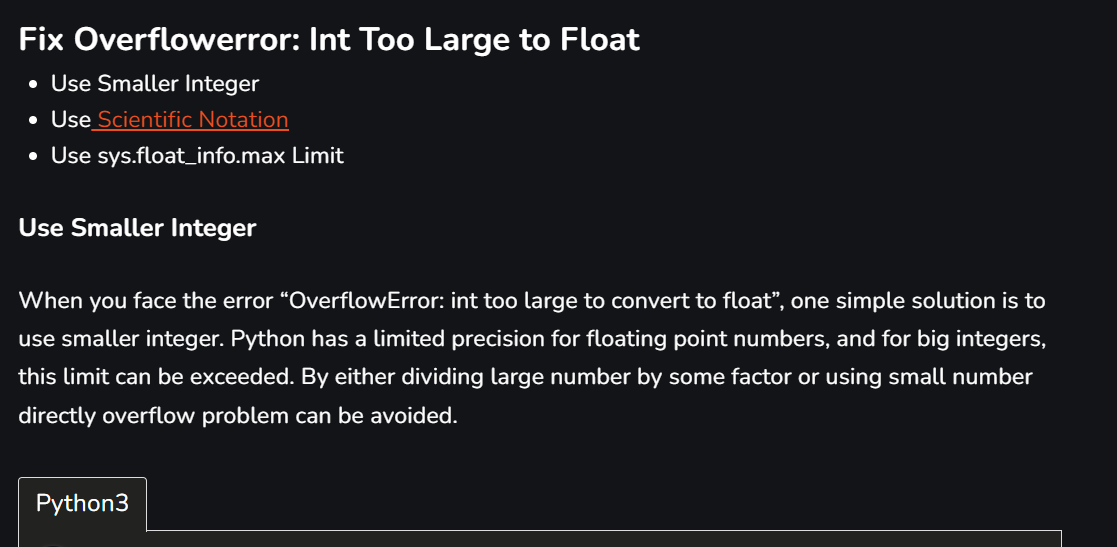 Fix Overflowerror: Int Too Large to Float
• Use Smaller Integer
• Use Scientific Notation
• Use sys.float_info.max Limit
Use Smaller Integer
When you face the error “OverflowError: int too large to convert to float”, one simple solution is to
use smaller integer. Python has a limited precision for floating point numbers, and for big integers,
this limit can be exceeded. By either dividing large number by some factor or using small number
directly overflow problem can be avoided.
Python3